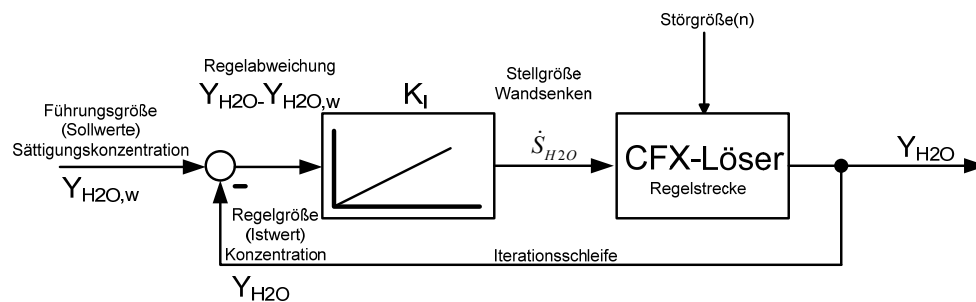 Störgröße(n)
Regelabweichung
YH2O-YH2O,w
KI
Stellgröße
Wandsenken
Führungsgröße
(Sollwerte)
Sättigungskonzentration
YH2O,w
ṠH2O
CFX-Löser
Regelstrecke
YH2O
-
Regelgröße
(Istwert)
Konzentration
YH2O
Iterationsschleife